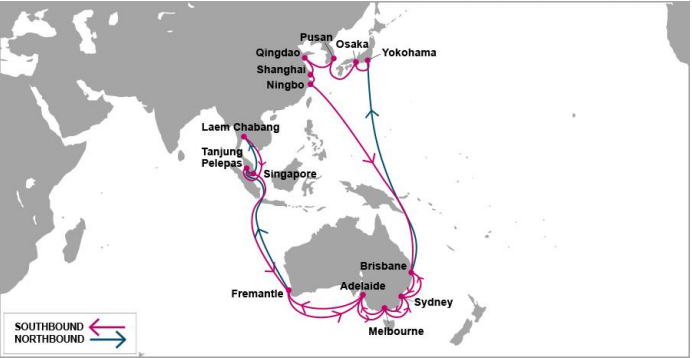 Pusan
Osaka
Qingdao
Yokohama
Shanghai
Ningbo
Laem Chabang
Tanjung
Pelepas
Singapore
Brisbane
Adelaide
Fremantle
Sydney
Melbourne
SOUTHBOUND
NORTHBOUND